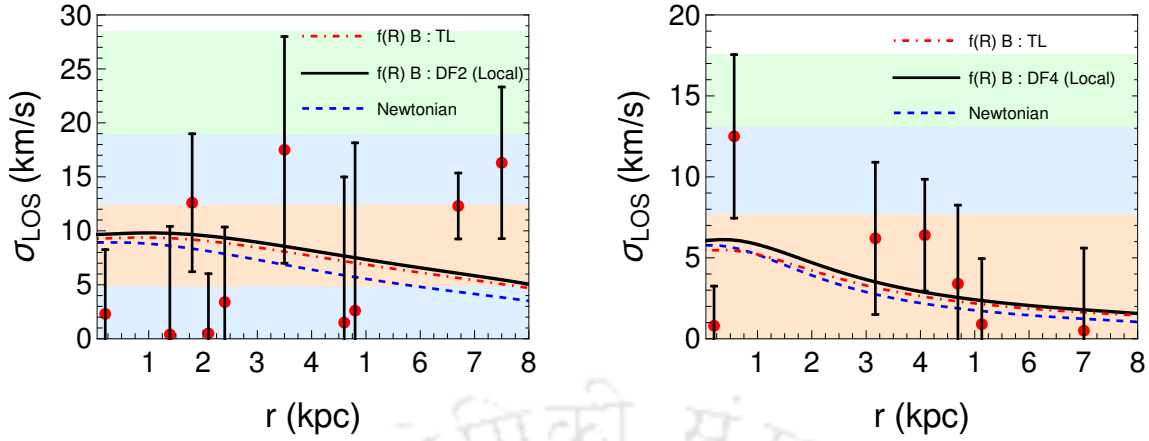 30
25
20
15
10
5
0
σLOS (km/s)
f(R) B : TL
f(R) B : DF2 (Local)
Newtonian
1 2 3 4 1 6 7 8
r (kpc)
20
15
10
5
0
σLOS (km/s)
f(R) B : TL
f(R) B : DF4 (Local)
Newtonian
1 2 3 4 1 6 7 8
r (kpc)